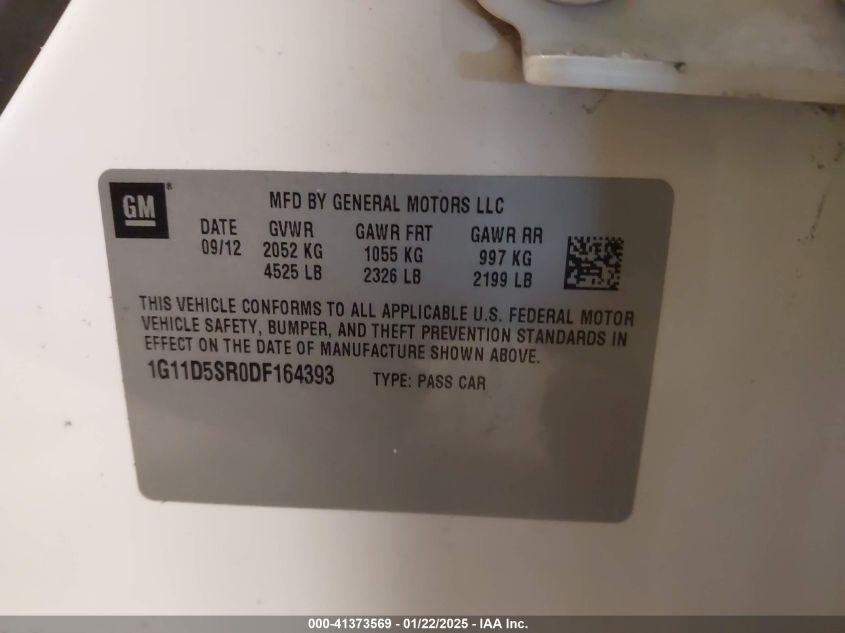 GM ®
MFD BY GENERAL MOTORS LLC
DATE GVWR GAWR FRT GAWR RR
09/12 2052 KG 1055 KG 997 KG
4525 LB 2326 LB 2199 LB
THIS VEHICLE CONFORMS TO ALL APPLICABLE U.S. FEDERAL MOTOR
VEHICLE SAFETY, BUMPER, AND THEFT PREVENTION STANDARDS IN
EFFECT ON THE DATE OF MANUFACTURE SHOWN ABOVE.
1G11D5SR0DF164393 TYPE: PASS CAR
000-41373569 - 01/22/2025 - IAA Inc.